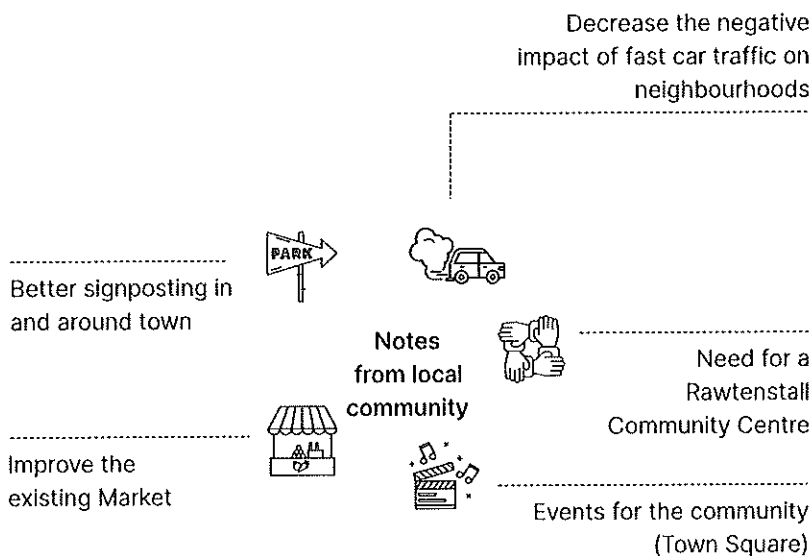 Decrease the negative
impact of fast car traffic on
neighbourhoods
PARK
Better signposting in
and around town
Notes
from local
community
Need for a
Rawtenstall
Community Centre
Improve the
existing Market
Events for the community
(Town Square)